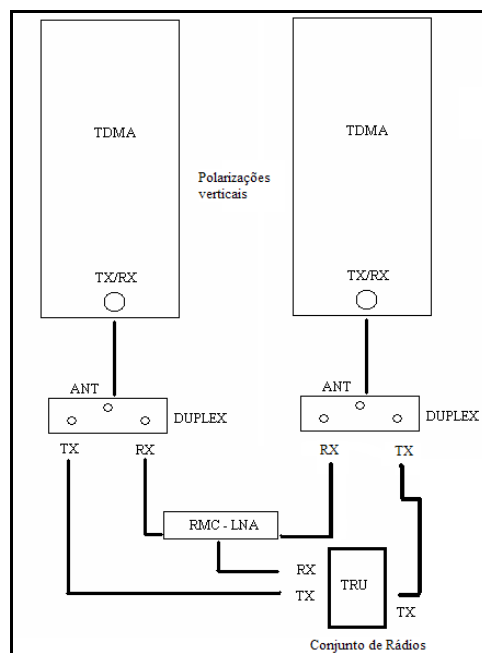 TDMA
TDMA
Polarizações
verticais
TX/RX
TX/RX
ANT
DUPLEX
ANT
DUPLEX
TX
RX
RX
TX
RMC - LNA
RX
TX
TRU
TX
Conjunto de Rádios